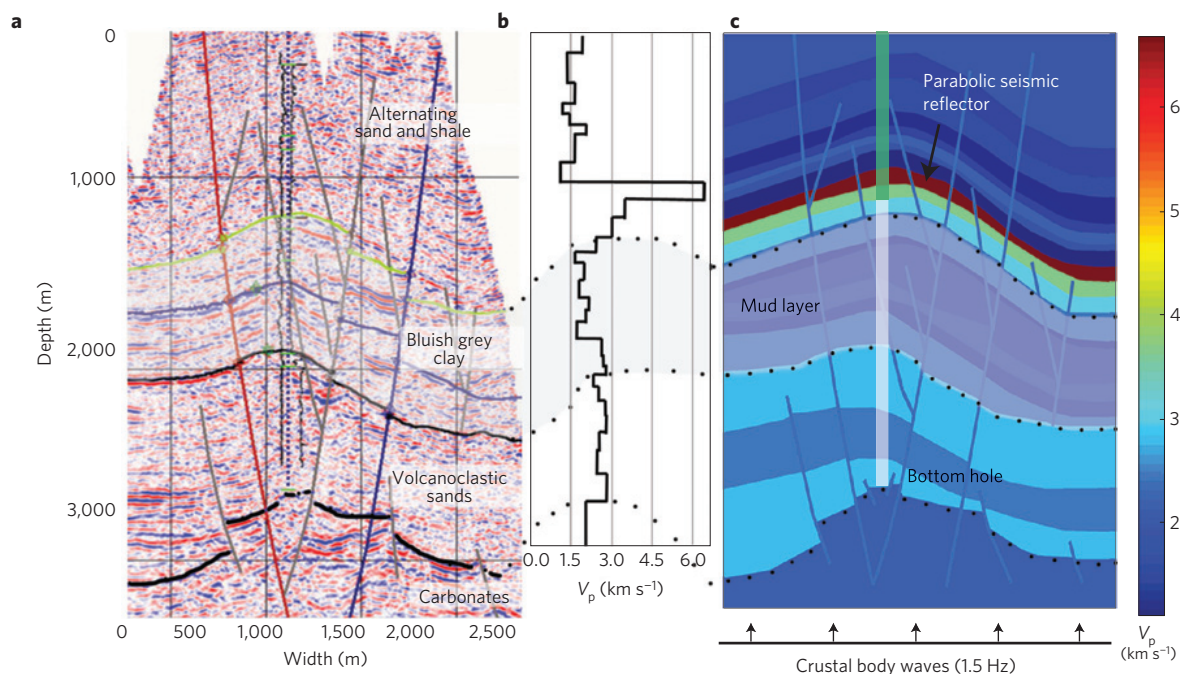 a
0
1,000
2,000
3,000
Depth (m)
Alternating
sand and shale
Bluish grey
clay
Volcanoclastic
sands
Carbonates
0
500
1,000
1,500
2,000
2,500
Width (m)
b
0.0
1.5
3.0
4.5
6.0
Vp (km s−1)
c
Parabolic seismic
reflector
Mud layer
Bottom hole
Crustal body waves (1.5 Hz)
6
5
4
3
2
Vp
(km s−1)